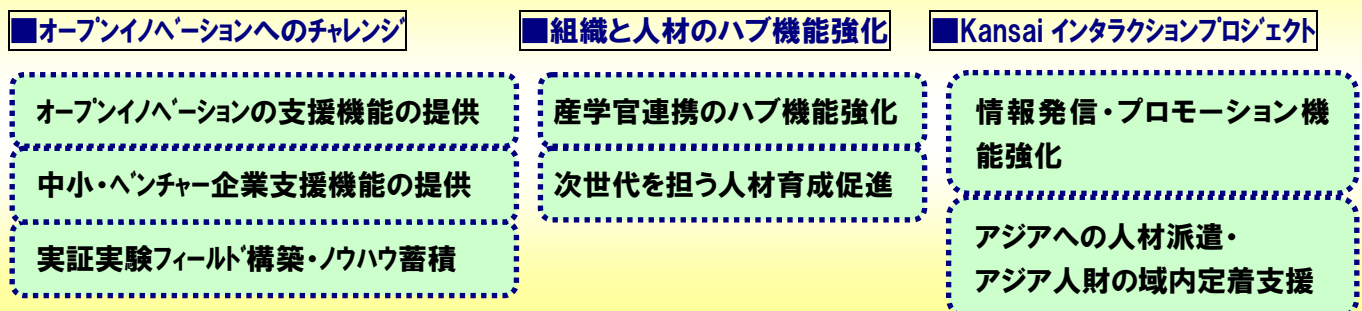 ■オープンイノベーションへのチャレンジ
オープンイノベーションの支援機能の提供
中小・ベンチャー企業支援機能の提供
実証実験フィールド構築・ノウハウ蓄積
■組織と人材のハブ機能強化
産学官連携のハブ機能強化
次世代を担う人材育成促進
■Kansai インタラクションプロジェクト
情報発信・プロモーション機
能強化
アジアへの人材派遣・
アジア人財の域内定着支援